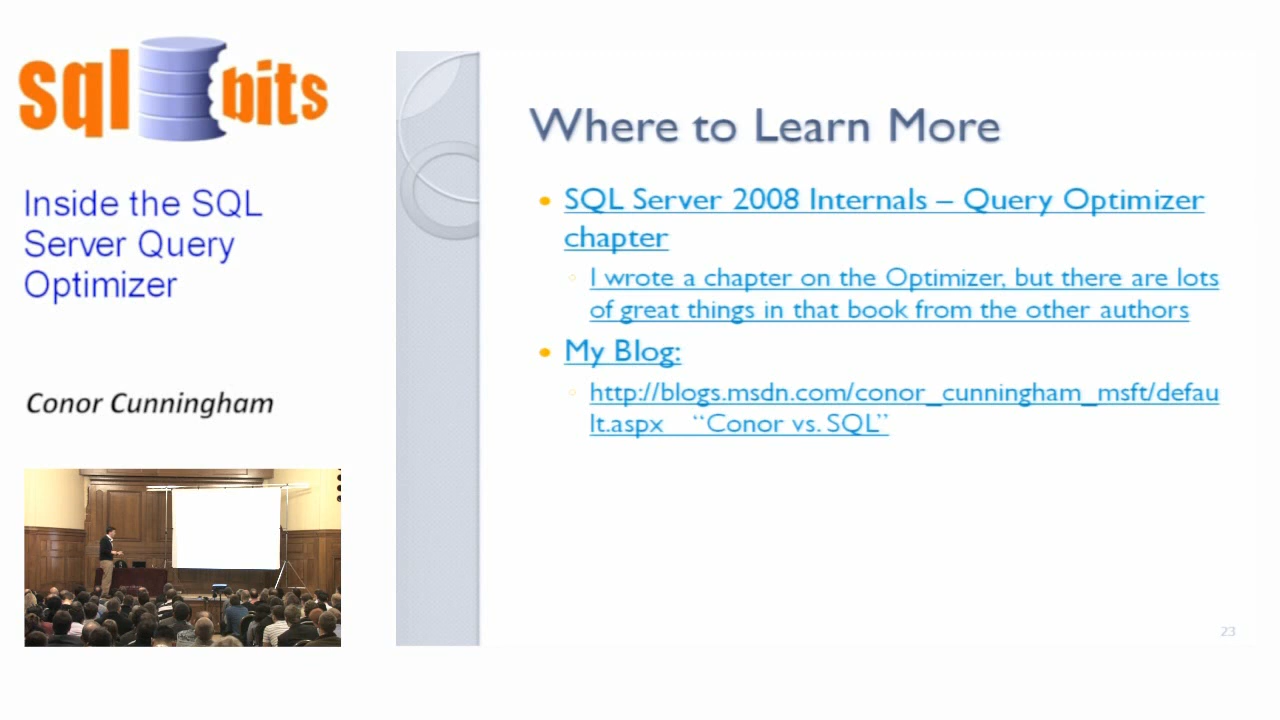 sql bits
Inside the SQL
Server Query
Optimizer
Conor Cunningham
Where to Learn More
SQL Server 2008 Internals – Query Optimizer
chapter
I wrote a chapter on the Optimizer, but there are lots
of great things in that book from the other authors
My Blog:
http://blogs.msdn.com/conor_cunningham_msft/defau
lt.aspx “Conor vs. SQL”
23